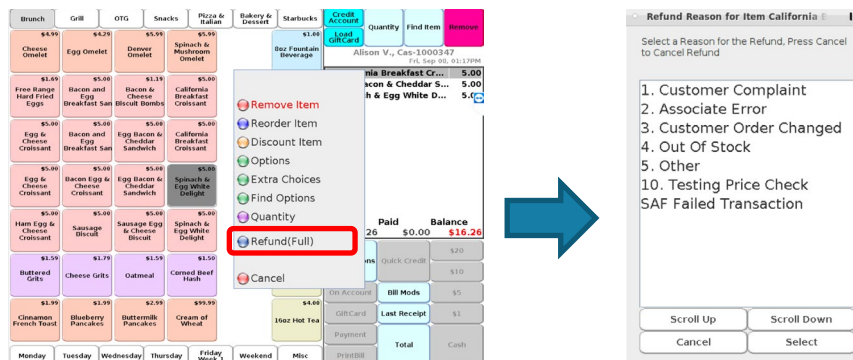 Brunch Grill OTG Snacks Pizza & Italian Bakery & Dessert Starbucks
Credit Account Quantity Find Item Remove
Load GiftCard
$4.99 Cheese Omelet
$4.29 Egg Omelet
$5.99 Denver Omelet
$5.99 Spinach & Mushroom Omelet
$1.00 8oz Fountain Beverage
Alison V., Cas-1000347
Fri, Sep 00, 01:17PM
nia Breakfast Cr... 5.00
acon & Cheddar S... 5.00
h & Egg White D... 5.0
$1.69 Free Range Hard Fried Eggs
$5.00 Bacon and Egg Breakfast San
$1.19 Bacon & Cheese Biscuit Bombs
$5.00 California Breakfast Croissant
$5.00 Egg & Cheese Croissant
$5.00 Bacon and Egg Breakfast San
$5.00 Egg Bacon & Cheddar Sandwich
$5.00 California Breakfast Croissant
$5.00 Egg & Cheese Croissant
$5.00 Bacon Egg & Cheese Croissant
$5.00 Egg Bacon & Cheddar Sandwich
$5.00 Spinach & Egg White Delight
$5.00 Ham Egg & Cheese Croissant
$5.00 Sausage Biscuit
$5.00 Sausage Egg & Cheese Biscuit
$5.00 Spinach & Egg White Delight
$1.59 Buttered Grits
$1.79 Cheese Grits
$1.59 Oatmeal
$1.50 Corned Beef Hash
$1.99 Cinnamon French Toast
$1.99 Blueberry Pancakes
$2.99 Buttermilk Pancakes
$99.99 Cream of Wheat
$4.00 16oz Hot Tea
Monday Tuesday Wednesday Thursday Friday Week 1 Weekend Misc
Remove Item
Reorder Item
Discount Item
Options
Extra Choices
Find Options
Quantity
Refund(Full)
Cancel
Paid Balance
26 $0.00 $16.26
ons Quick Credit $20
$10
On Account Bill Mods $5
GiftCard Last Receipt $1
Payment Total Cash
PrintBill
Refund Reason for Item California
Select a Reason for the Refund, Press Cancel
to Cancel Refund
1. Customer Complaint
2. Associate Error
3. Customer Order Changed
4. Out Of Stock
5. Other
10. Testing Price Check
SAF Failed Transaction
Scroll Up Scroll Down
Cancel Select